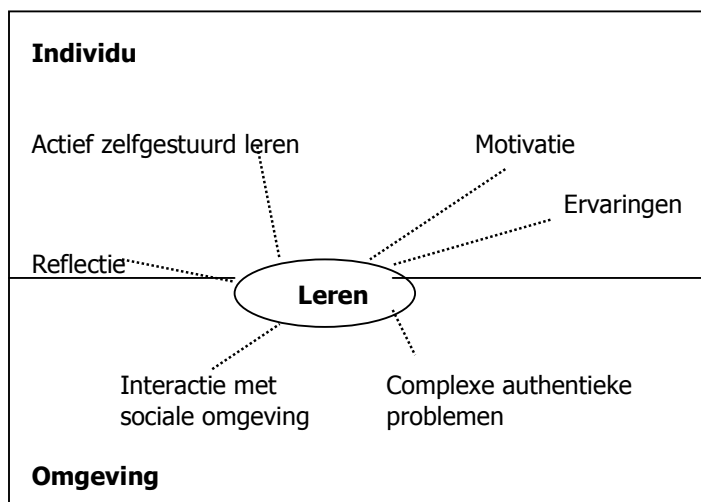 Individu
Actief zelfgestuurd leren
Motivatie
Ervaringen
Reflectie
Leren
Interactie met
sociale omgeving
Complexe authentieke
problemen
Omgeving